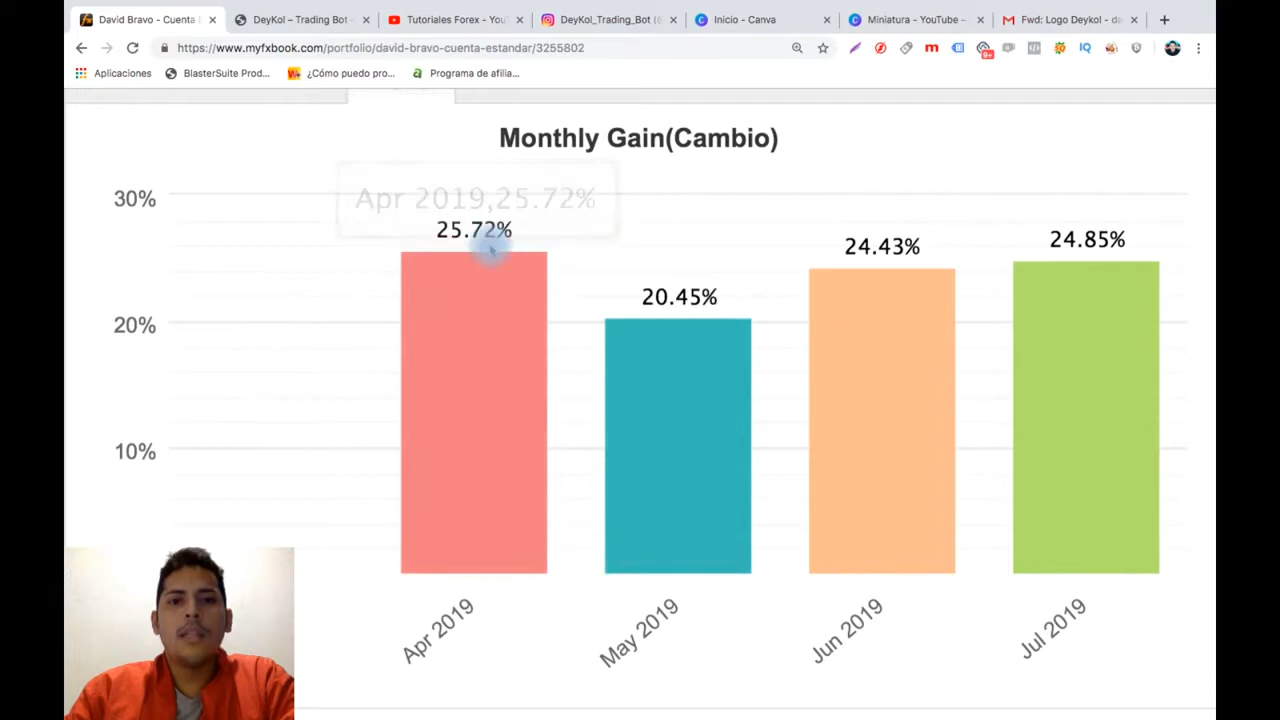 David Bravo - Cuenta E
DeyKol – Trading Bot -
Tutoriales Forex - You
DeyKol_Trading_Bot (
Inicio - Canva
Miniatura - YouTube –
Fwd: Logo Deykol - da
https://www.myfxbook.com/portfolio/david-bravo-cuenta-estandar/3255802
9+
Aplicaciones
BlasterSuite Prod...
¿Cómo puedo pro...
Programa de afilia...
Monthly Gain(Cambio)
30%
Apr 2019,25.72%
25.72%
24.43%
24.85%
20.45%
20%
10%
Apr 2019
May 2019
Jun 2019
Jul 2019